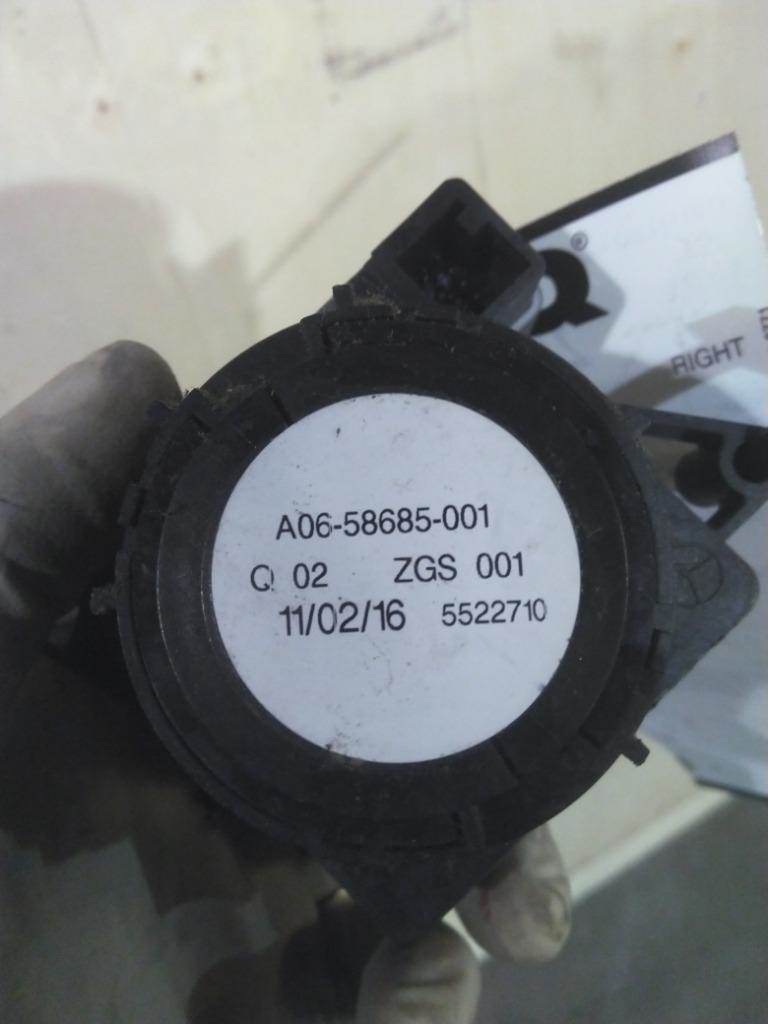 ®
RIGHT
A06-58685-001
Q 02 ZGS 001
11/02/16 5522710